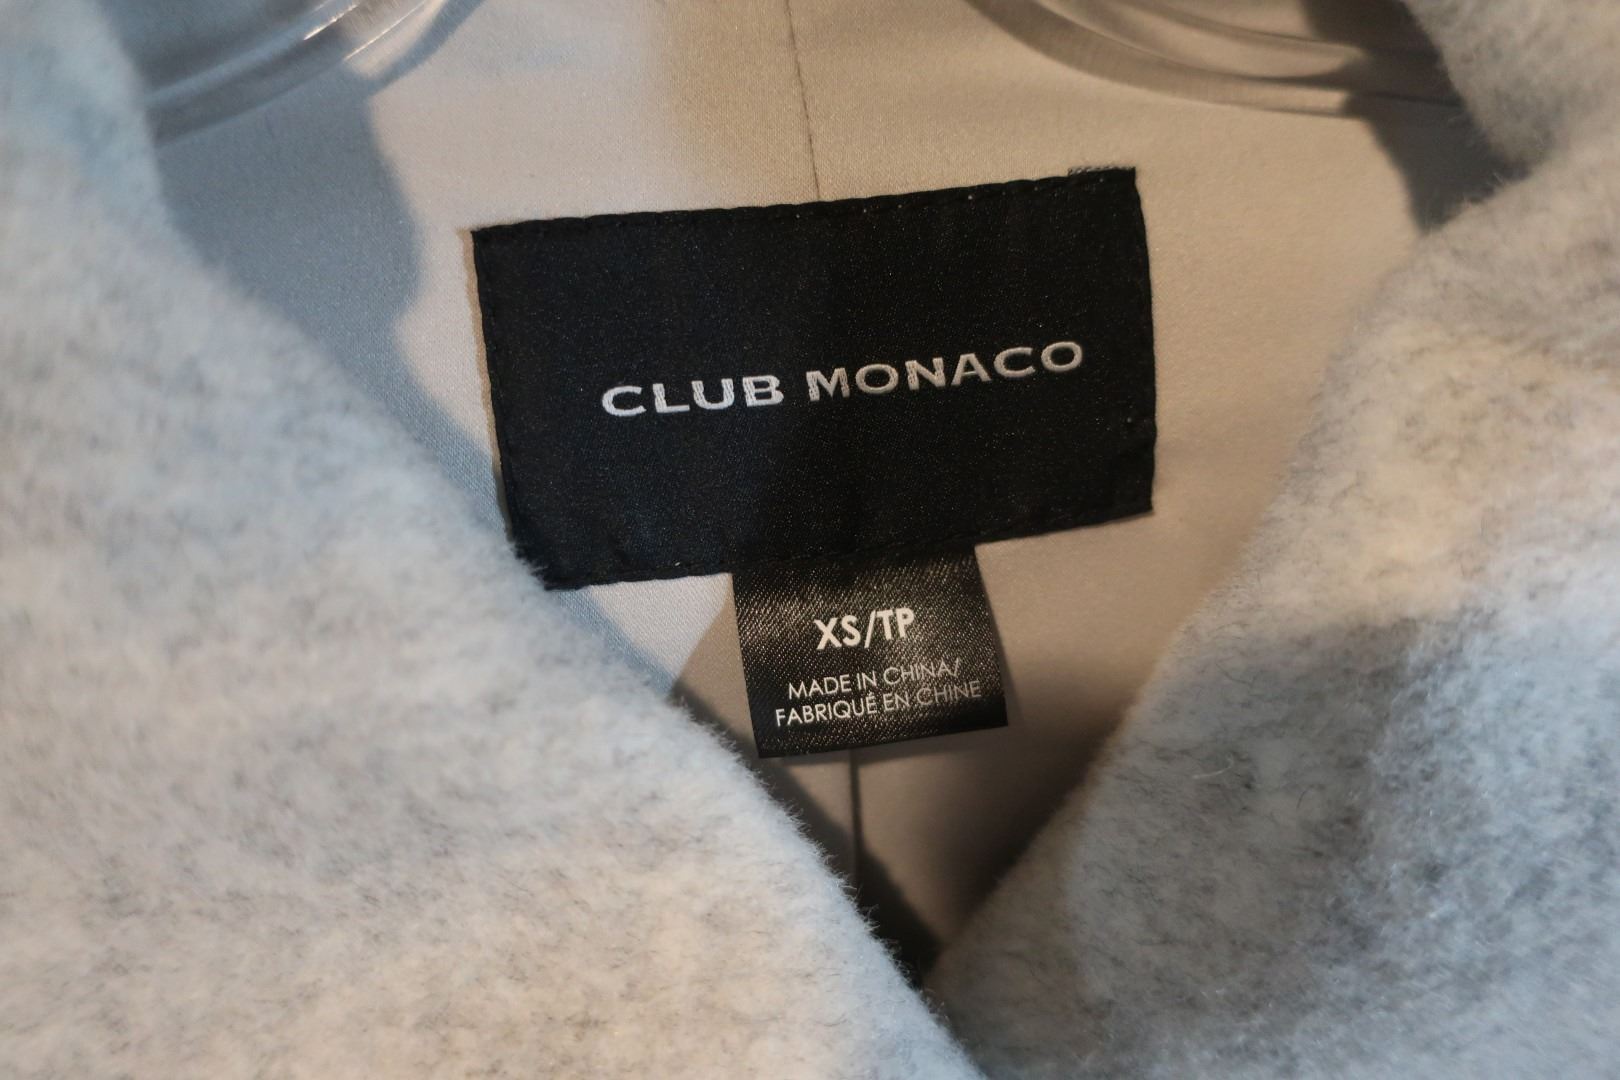 CLUB MONACO
XS/TP
MADE IN CHINA/
FABRIQUÉ EN CHINE